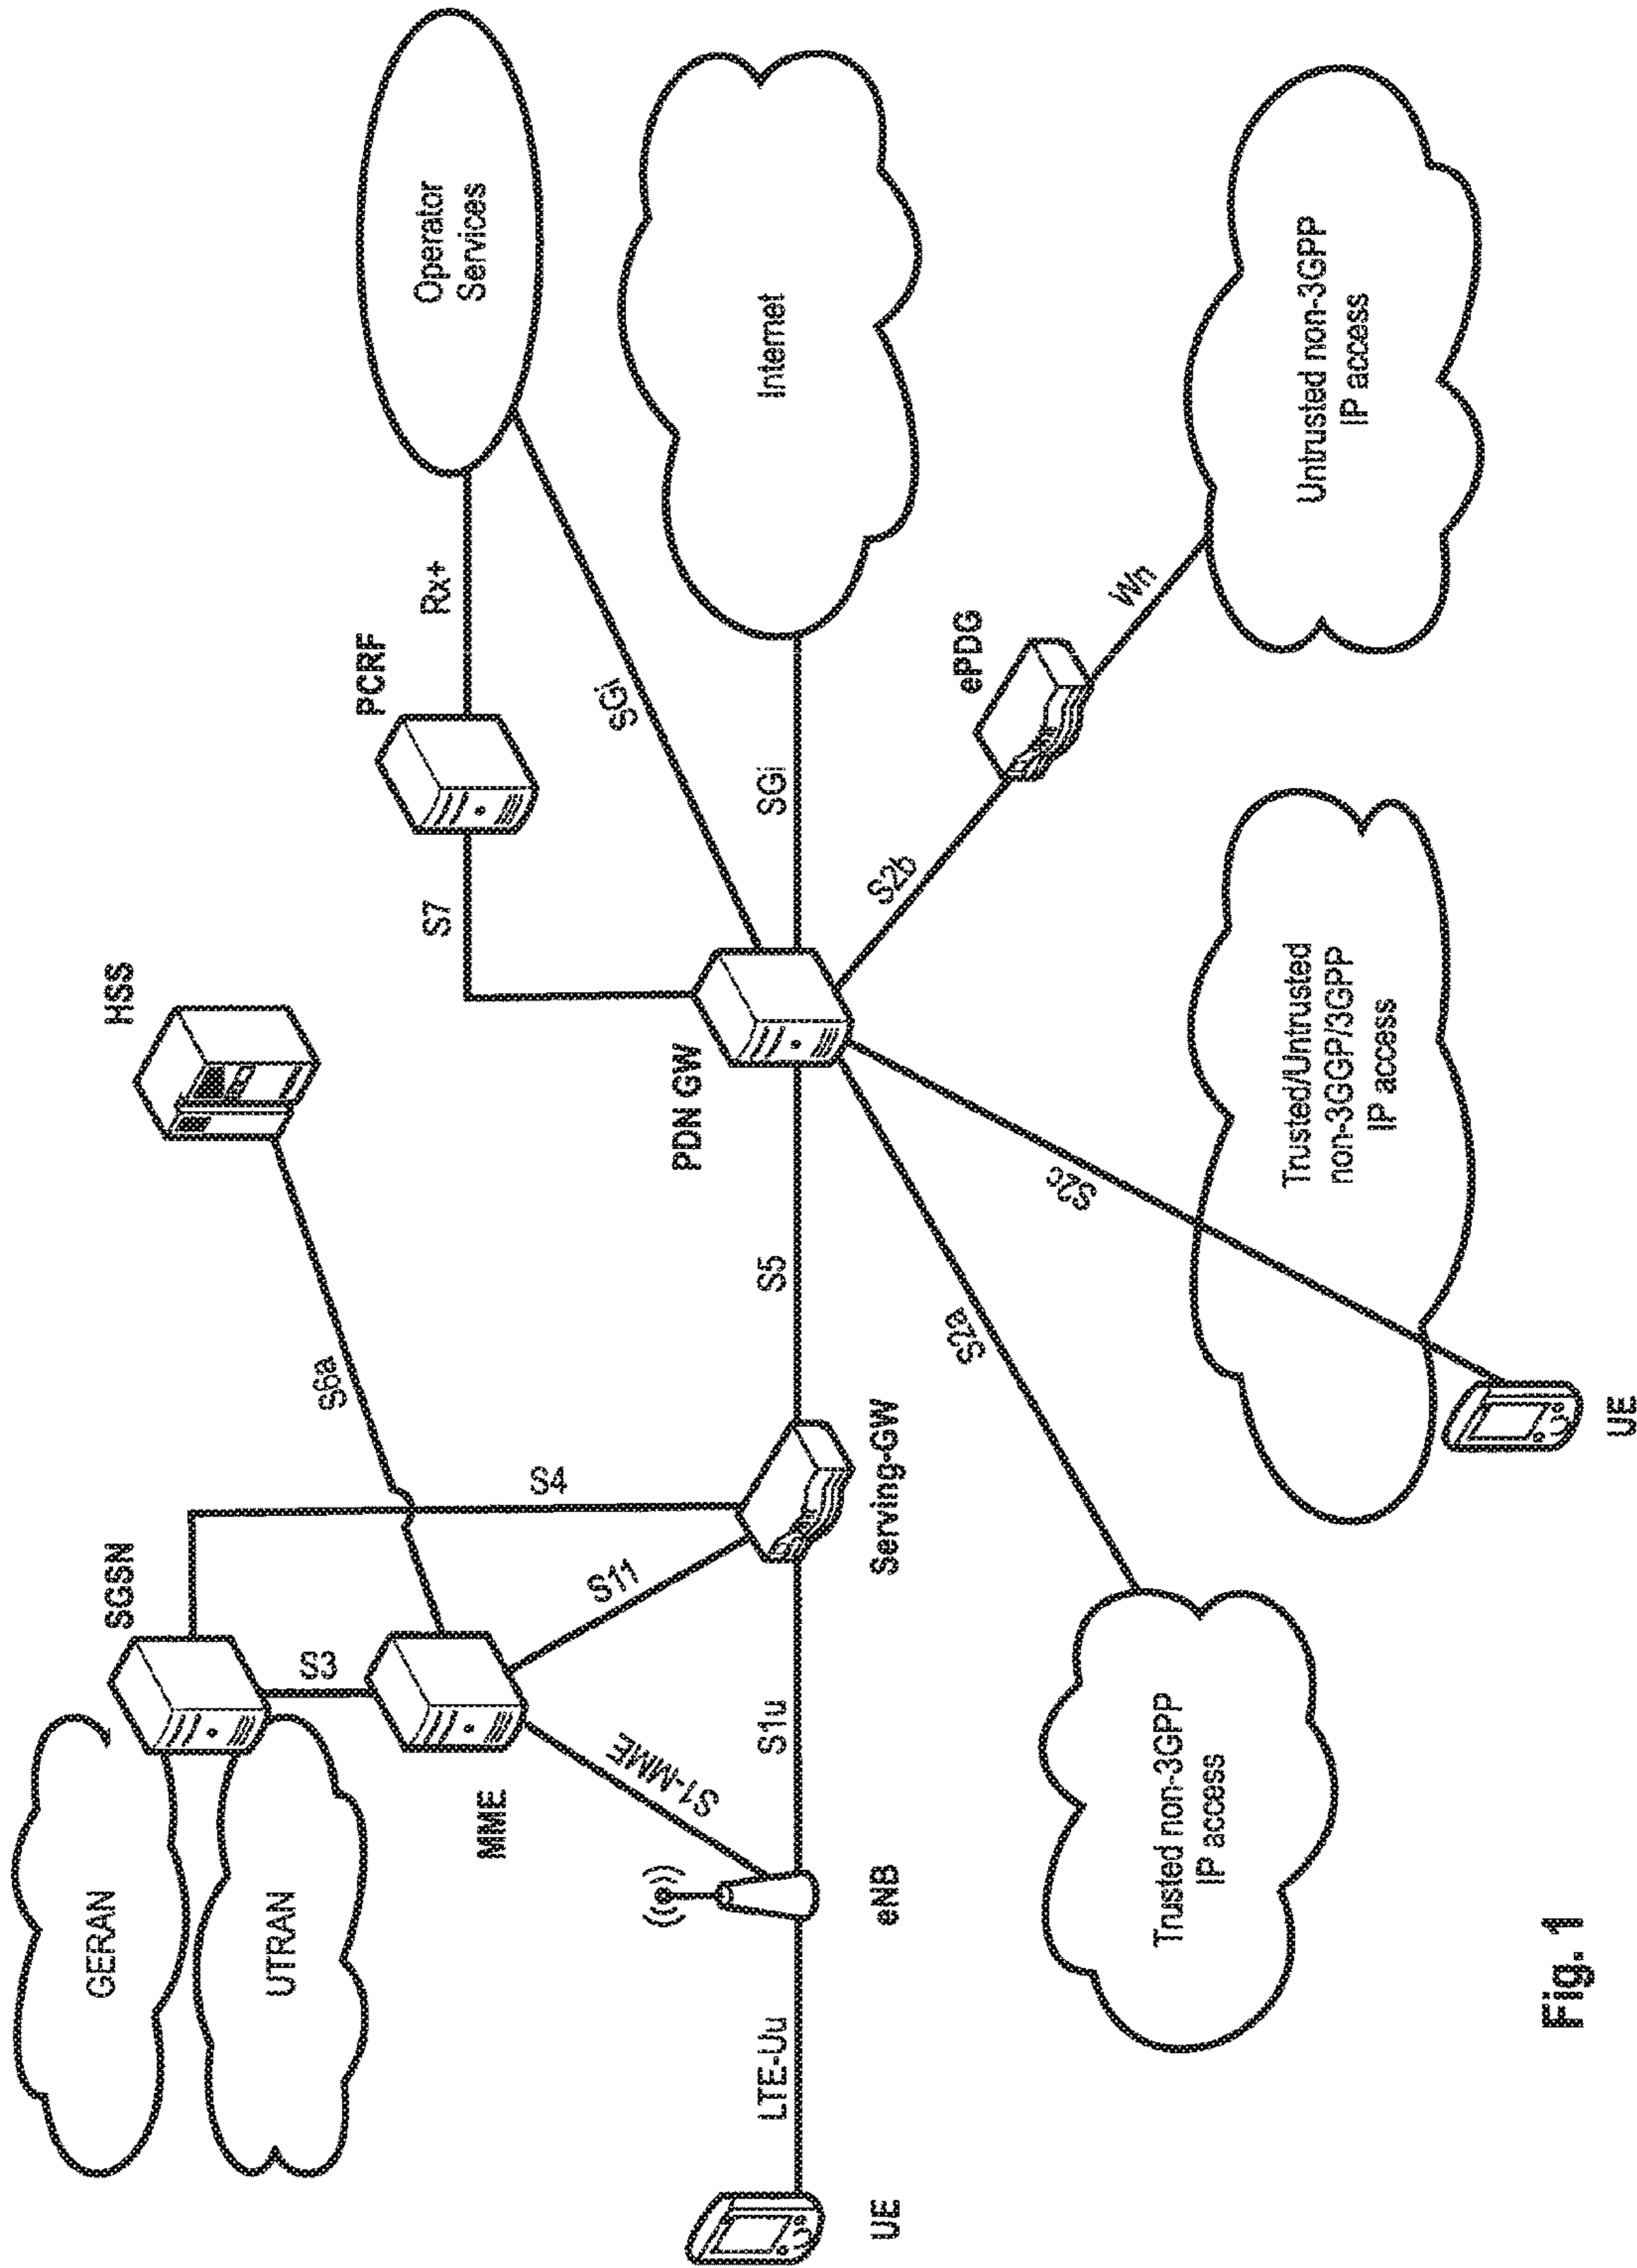 GERAN
UTRAN
SGSN
HSS
S3
S4
s6a
MME
S11
S1-MME
PCRF
S7
Rx+
Operator
Services
sGi
PDN GW
UE
LTE-Uu
eNB
S1u
Serving-GW
S5
SGi
Internet
S2a
S2c
S2b
ePDG
Wn
Trusted non-3GPP
IP access
Trusted/Untrusted
non-3GGP/3GPP
IP access
Untrusted non-3GPP
IP access
UE
Fig. 1